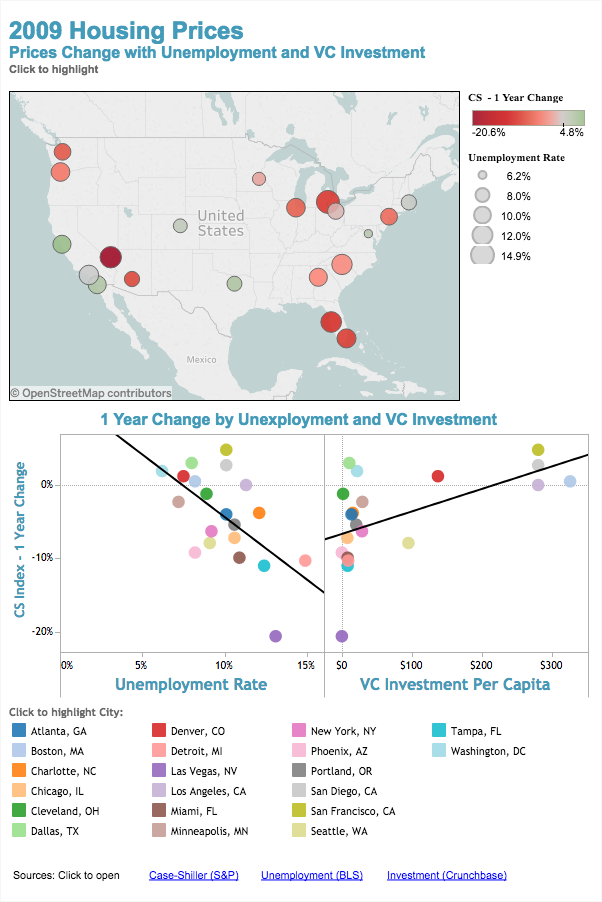 2009 Housing Prices
Prices Change with Unemployment and VC Investment
Click to highlight
CS - 1 Year Change
-20.6% 4.8%
Unemployment Rate
6.2%
8.0%
10.0%
12.0%
14.9%
United
States
Mexico
© OpenStreetMap contributors
1 Year Change by Unexployment and VC Investment
CS Index - 1 Year Change
0%
-10%
-20%
0% 5% 10% 15% $0 $100 $200 $300
Unemployment Rate VC Investment Per Capita
Click to highlight City:
Atlanta, GA Denver, CO New York, NY Tampa, FL
Boston, MA Detroit, MI Phoenix, AZ Washington, DC
Charlotte, NC Las Vegas, NV Portland, OR
Chicago, IL Los Angeles, CA San Diego, CA
Cleveland, OH Miami, FL San Francisco, CA
Dallas, TX Minneapolis, MN Seattle, WA
Sources: Click to open Case-Shiller (S&P) Unemployment (BLS) Investment (Crunchbase)